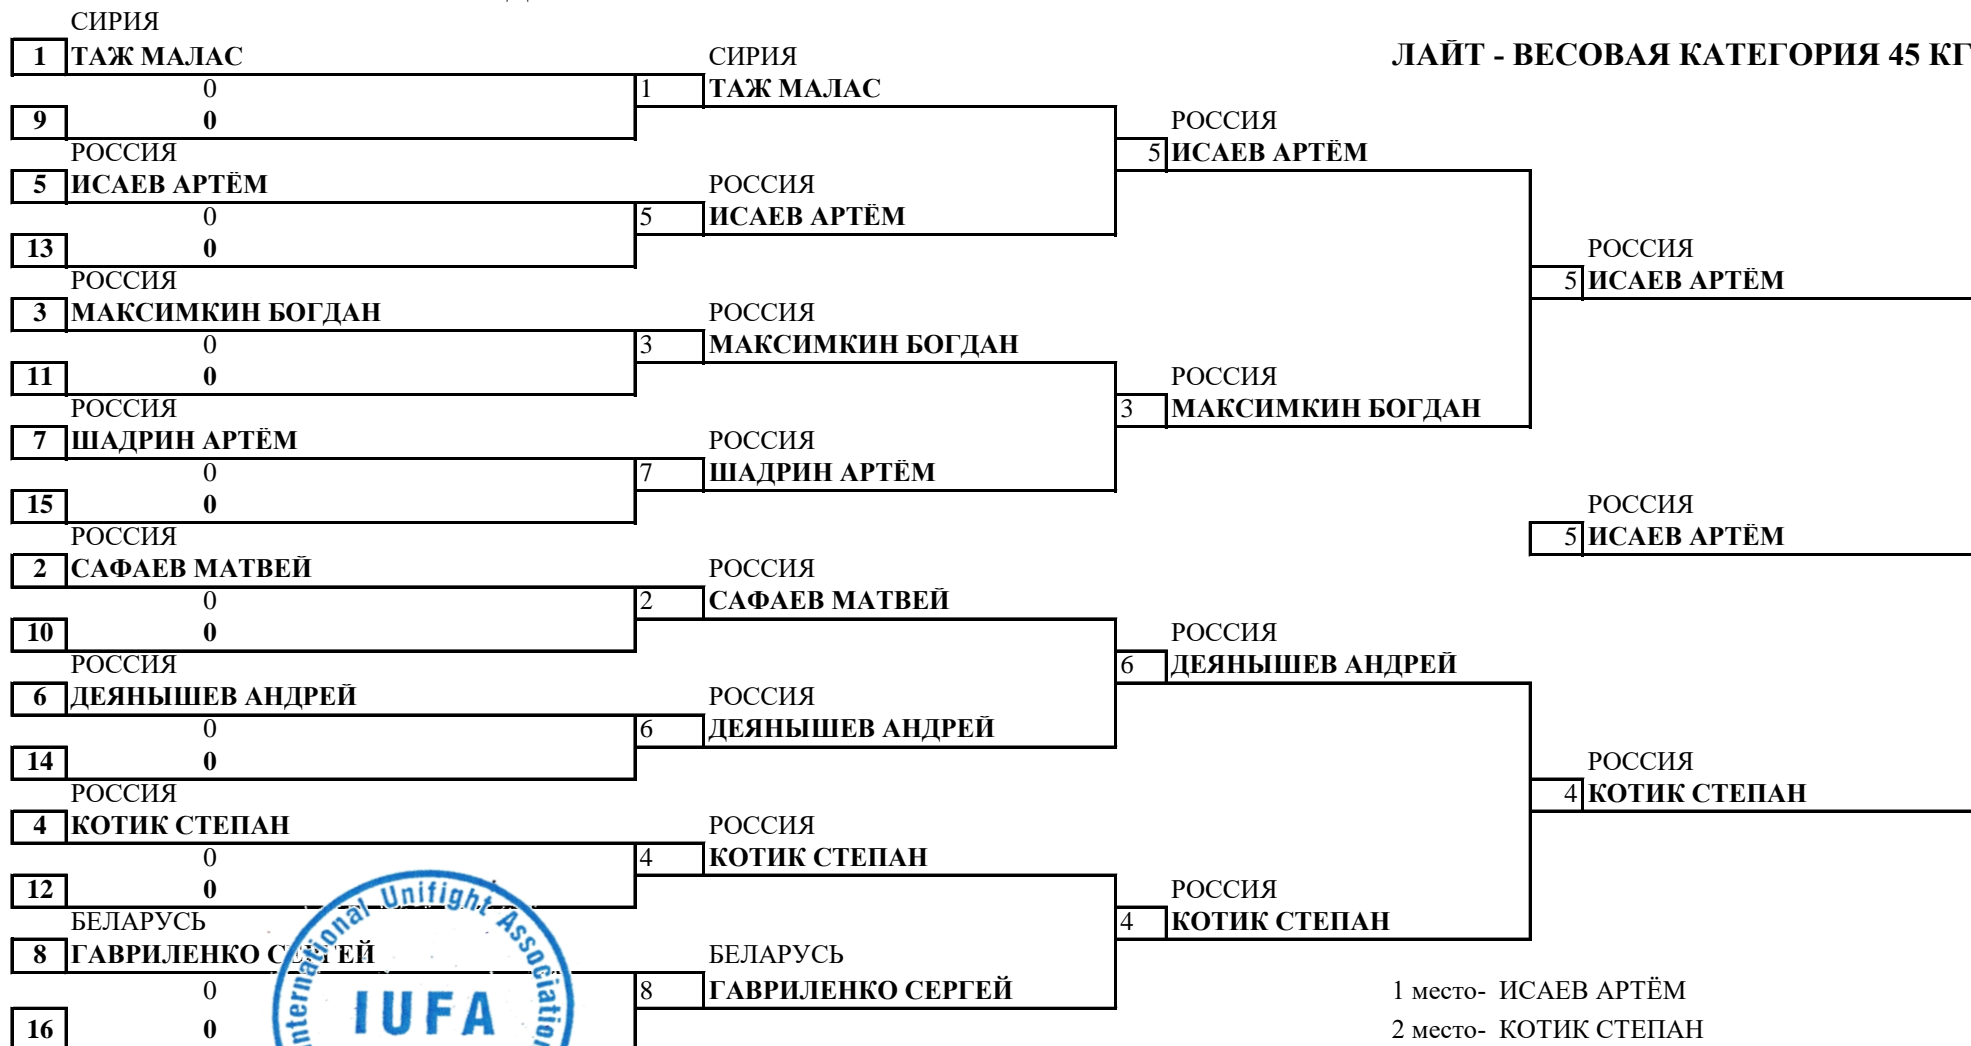 СИРИЯ
1 ТАЖ МАЛАС СИРИЯ ЛАЙТ - ВЕСОВАЯ КАТЕГОРИЯ 45 КГ
0 1 ТАЖ МАЛАС
9 0 РОССИЯ
РОССИЯ 5 ИСАЕВ АРТЁМ
5 ИСАЕВ АРТЁМ РОССИЯ
0 5 ИСАЕВ АРТЁМ
13 0 РОССИЯ
РОССИЯ 5 ИСАЕВ АРТЁМ
3 МАКСИМКИН БОГДАН РОССИЯ
0 3 МАКСИМКИН БОГДАН
11 0 РОССИЯ
РОССИЯ 3 МАКСИМКИН БОГДАН
7 ШАДРИН АРТЁМ РОССИЯ
0 7 ШАДРИН АРТЁМ
15 0 РОССИЯ
РОССИЯ 5 ИСАЕВ АРТЁМ
2 САФАЕВ МАТВЕЙ РОССИЯ
0 2 САФАЕВ МАТВЕЙ
10 0 РОССИЯ
РОССИЯ 6 ДЕЯНЫШЕВ АНДРЕЙ
6 ДЕЯНЫШЕВ АНДРЕЙ РОССИЯ
0 6 ДЕЯНЫШЕВ АНДРЕЙ
14 0 РОССИЯ
РОССИЯ 4 КОТИК СТЕПАН
4 КОТИК СТЕПАН РОССИЯ
0 4 КОТИК СТЕПАН
12 0 РОССИЯ
БЕЛАРУСЬ 4 КОТИК СТЕПАН
8 ГАВРИЛЕНКО СЕРГЕЙ БЕЛАРУСЬ
0 8 ГАВРИЛЕНКО СЕРГЕЙ 1 место- ИСАЕВ АРТЁМ
16 0 2 место- КОТИК СТЕПАН
International Unifight Association
IUFA